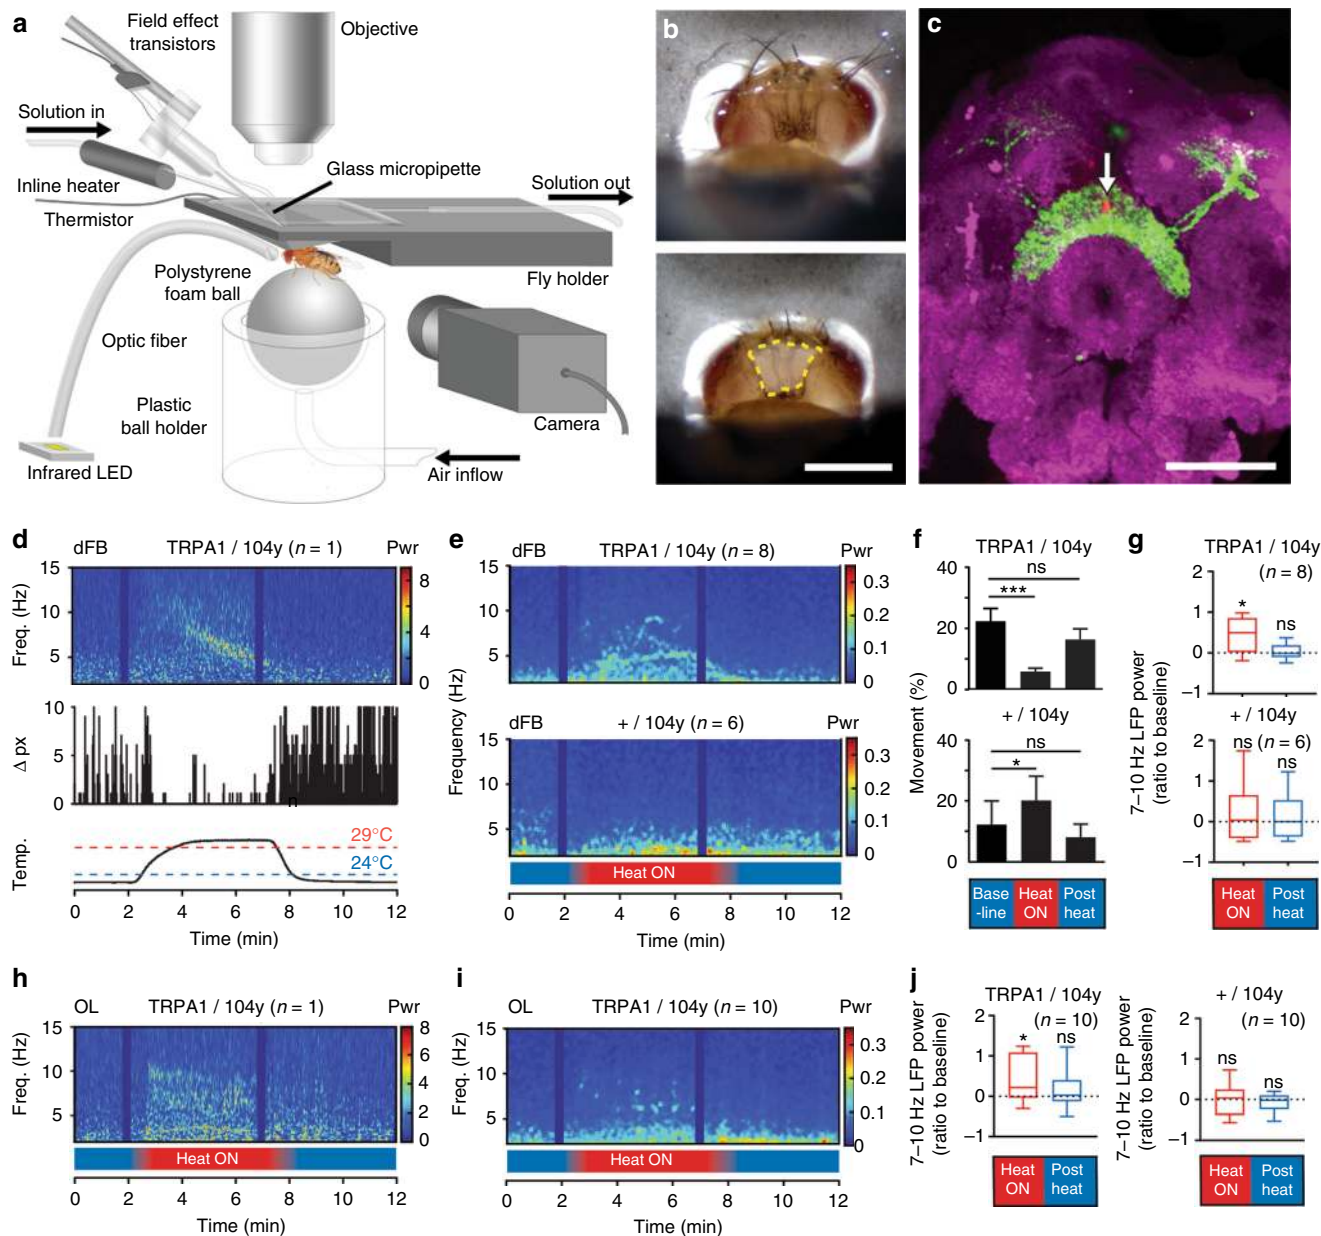 a
Field effect
transistors
Objective
Solution in
Glass micropipette
Inline heater
Solution out
Thermistor
Polystyrene
foam ball
Fly holder
Optic fiber
Plastic
ball holder
Camera
Infrared LED
Air inflow
b
c
d
dFB TRPA1 / 104y (n = 1) Pwr
Freq. (Hz)
15
10
5
8
4
0
Δ px
10
5
0
n
Temp.
29°C
24°C
0 2 4 6 8 10 12
Time (min)
e
dFB TRPA1 / 104y (n = 8) Pwr
15
10
5
0.3
0.2
0.1
0
Frequency (Hz)
dFB + / 104y (n = 6) Pwr
15
10
5
0.3
0.2
0.1
0
Heat ON
0 2 4 6 8 10 12
Time (min)
f
TRPA1 / 104y
40
20
0
ns
***
Movement (%)
+ / 104y
40
20
0
ns
*
Base
-line
Heat
ON
Post
heat
g
TRPA1 / 104y
(n = 8)
2
1
0
−1
*
ns
7–10 Hz LFP power
(ratio to baseline)
+ / 104y
(n = 6)
2
1
0
−1
ns
ns
Heat
ON
Post
heat
h
OL TRPA1 / 104y (n = 1) Pwr
Freq. (Hz)
15
10
5
8
6
4
2
0
Heat ON
0 2 4 6 8 10 12
Time (min)
i
OL TRPA1 / 104y (n = 10) Pwr
Freq. (Hz)
15
10
5
0.3
0.2
0.1
0
Heat ON
0 2 4 6 8 10 12
Time (min)
j
TRPA1 / 104y
(n = 10)
7–10 Hz LFP power
(ratio to baseline)
2
1
0
−1
*
ns
Heat
ON
Post
heat
+ / 104y
(n = 10)
7–10 Hz LFP power
(ratio to baseline)
2
1
0
−1
ns
ns
Heat
ON
Post
heat